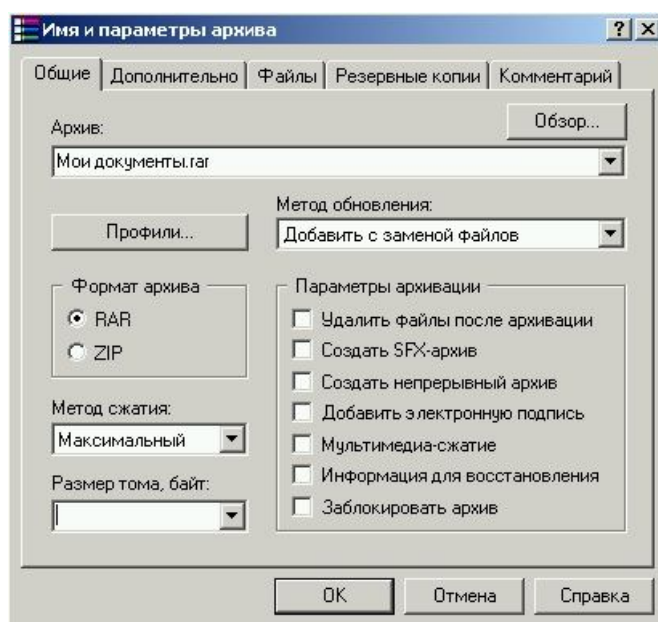 Имя и параметры архива
Общие Дополнительно Файлы Резервные копии Комментарий
Архив:
Обзор...
Мои документы.rar
Метод обновления:
Профили...
Добавить с заменой файлов
Формат архива
RAR
ZIP
Метод сжатия:
Максимальный
Размер тома, байт:
Параметры архивации
Удалить файлы после архивации
Создать SFX-архив
Создать непрерывный архив
Добавить электронную подпись
Мультимедиа-сжатие
Информация для восстановления
Заблокировать архив
OK Отмена Справка